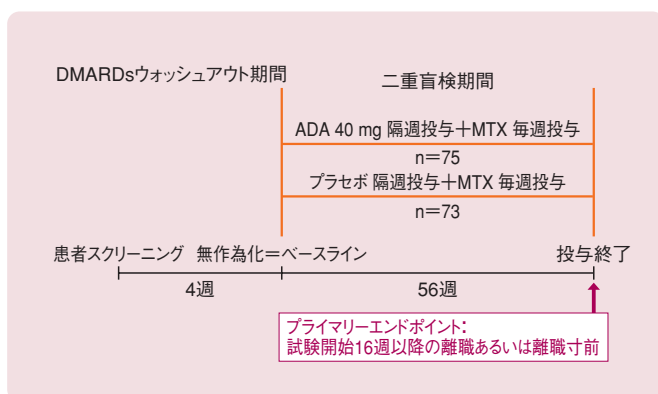 DMARDsウォッシュアウト期間
二重盲検期間
ADA 40 mg 隔週投与＋MTX 毎週投与
n＝75
プラセボ 隔週投与＋MTX 毎週投与
n＝73
患者スクリーニング 無作為化＝ベースライン 投与終了
4週 56週
プライマリーエンドポイント：
試験開始16週以降の離職あるいは離職寸前